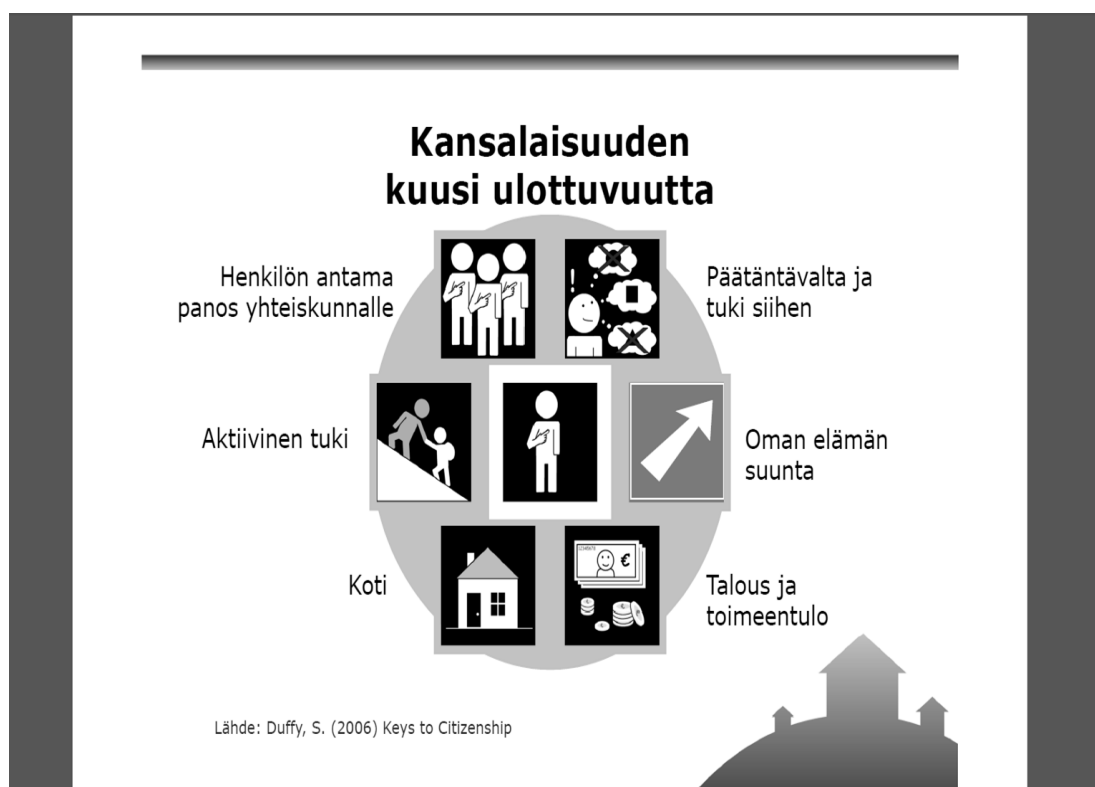 Kansalaisuuden
kuusi ulottuvuutta
Henkilön antama
panos yhteiskunnalle
Päätäntävalta ja
tuki siihen
Aktiivinen tuki
Oman elämän
suunta
Koti
€
Talous ja
toimeentulo
Lähde: Duffy, S. (2006) Keys to Citizenship